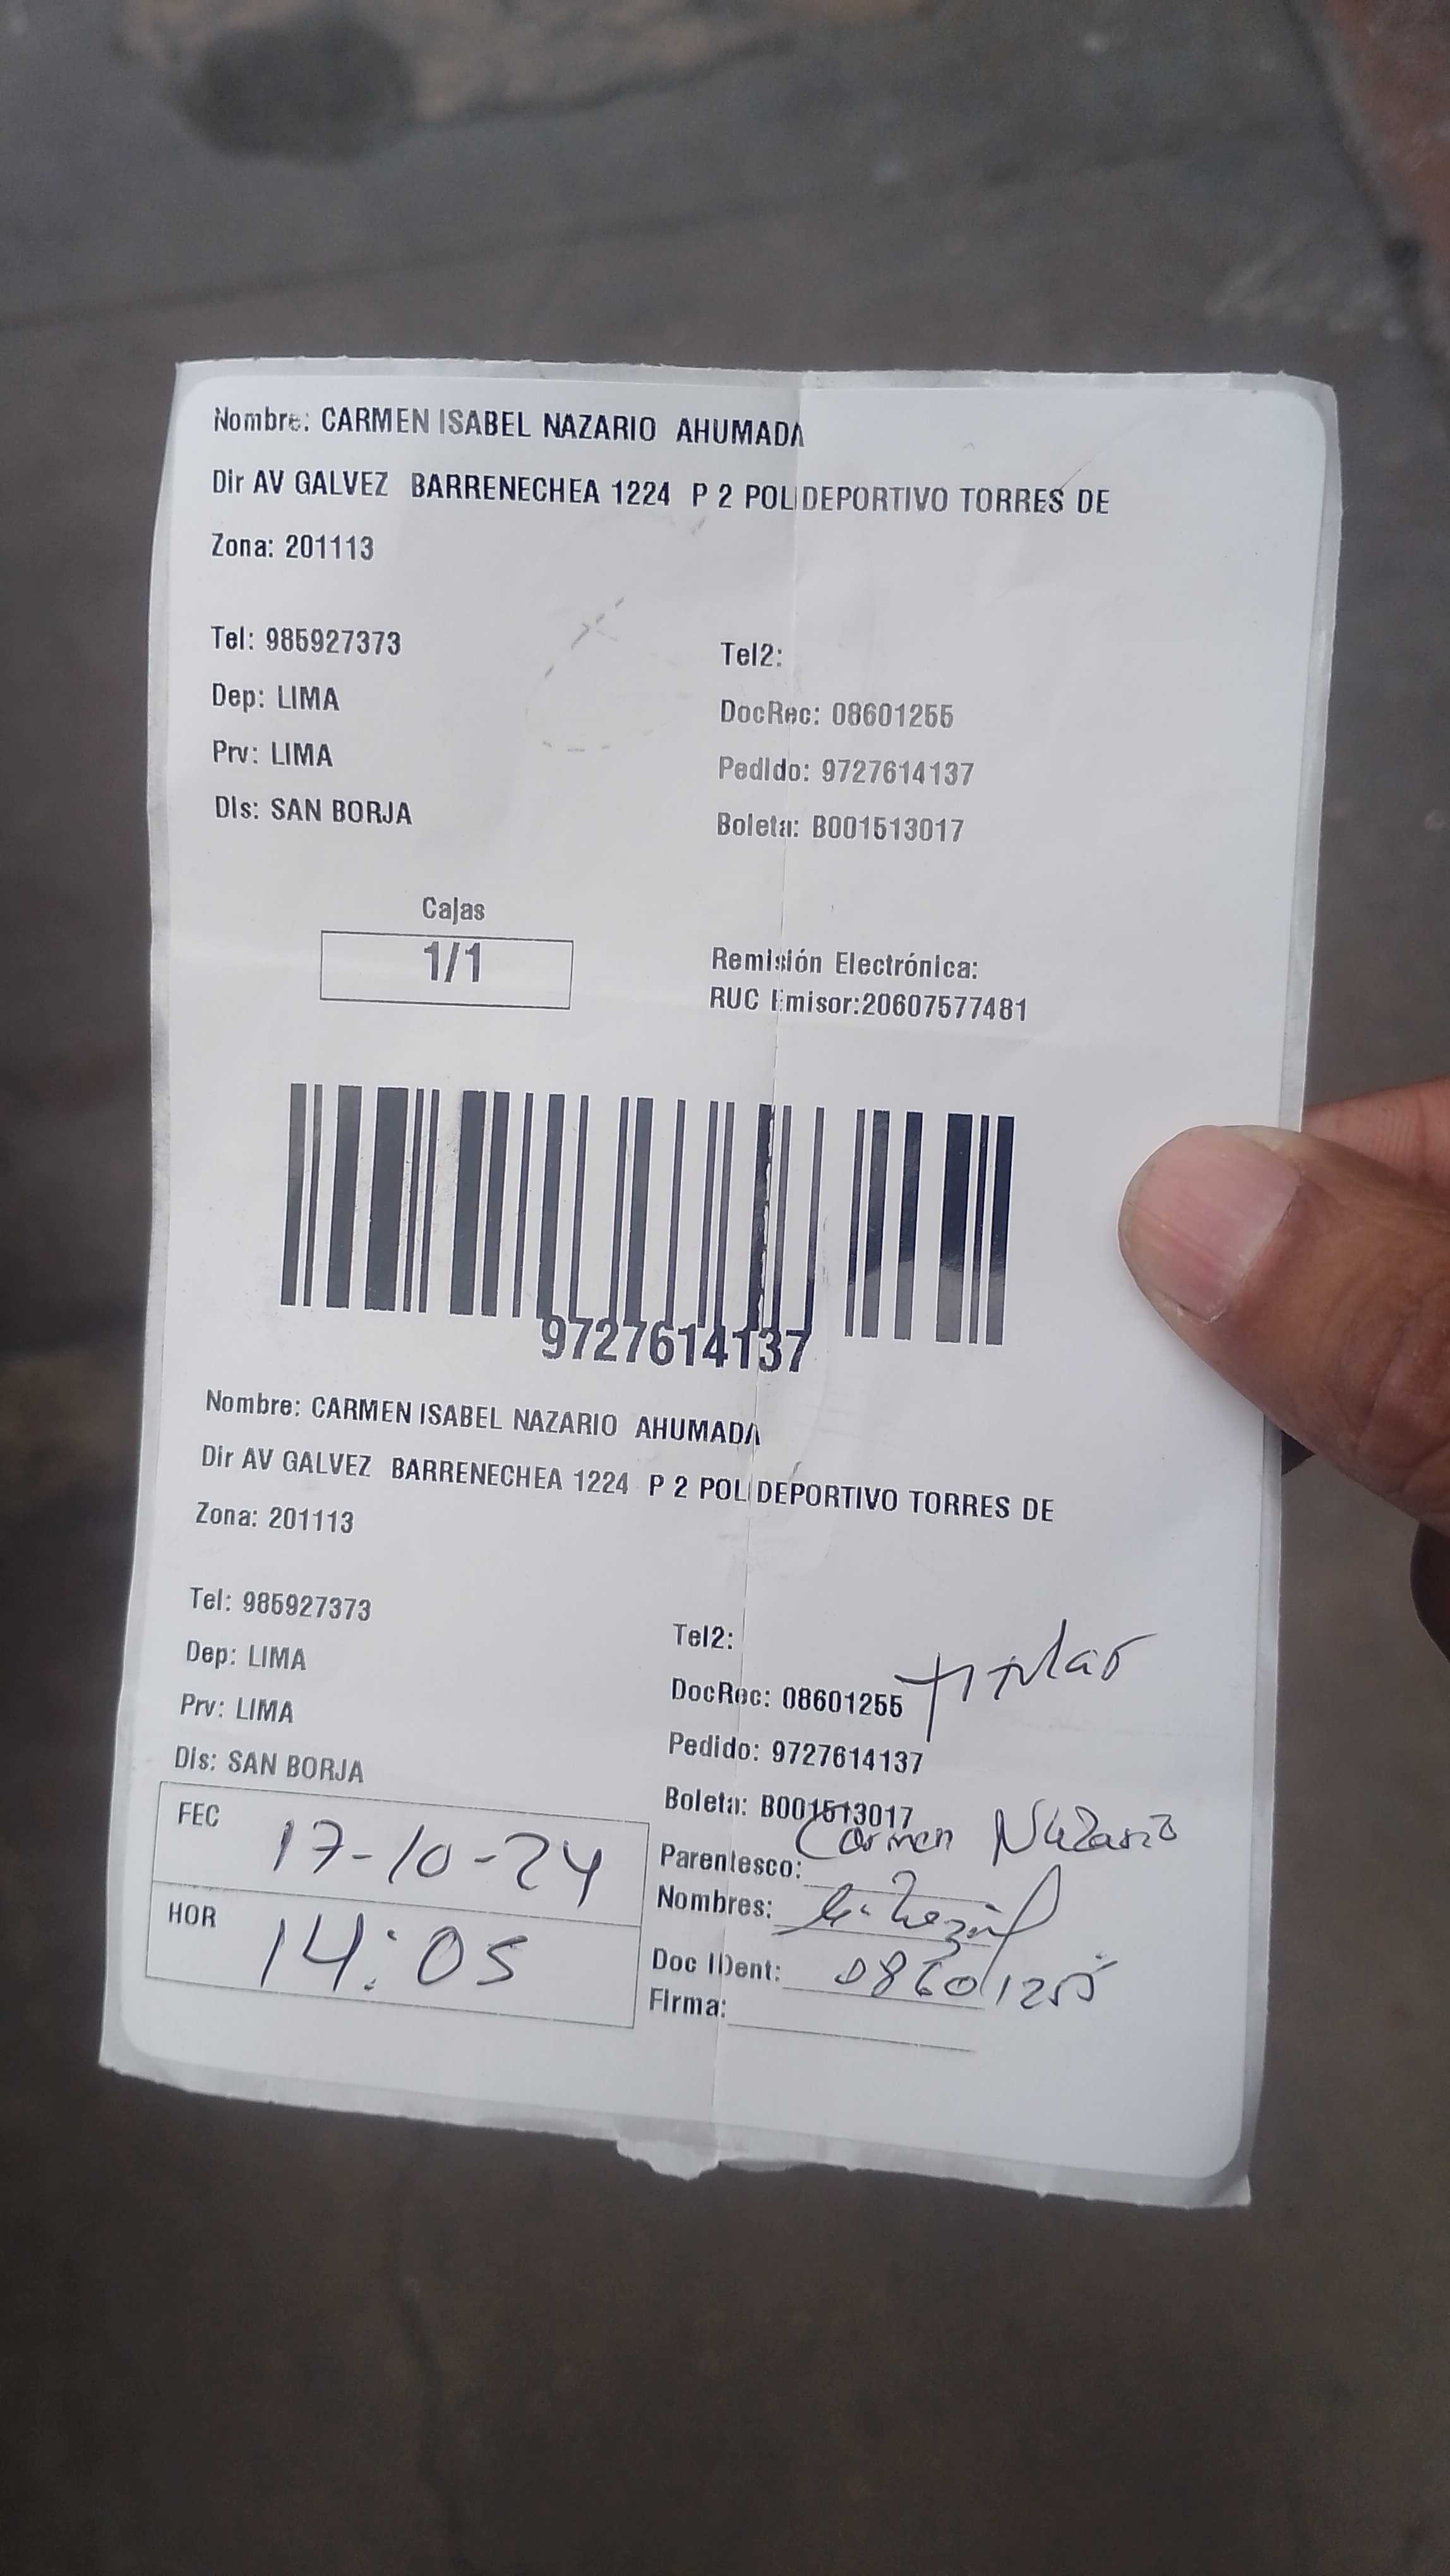 Nombre: CARMEN ISABEL NAZARIO AHUMADA
Dir AV GALVEZ BARRENECHEA 1224 P 2 POLIDEPORTIVO TORRES DE
Zona: 201113
Tel: 985927373
Tel2:
Dep: LIMA
DocRec: 08601255
Prv: LIMA
Pedido: 9727614137
Dis: SAN BORJA
Boleta: B001513017
Cajas
1/1
Remisión Electrónica:
RUC Emisor:20607577481
9727614137
Nombre: CARMEN ISABEL NAZARIO AHUMADA
Dir AV GALVEZ BARRENECHEA 1224 P 2 POLIDEPORTIVO TORRES DE
Zona: 201113
Tel: 985927373
Tel2:
Dep: LIMA
DocRec: 08601255 titular
Prv: LIMA
Pedido: 9727614137
Dis: SAN BORJA
Boleta: B001513017
FEC 17-10-24
Parentesco: Carmen Nazario
Nombres:
HOR 14:05
Doc IDent: 08601255
Firma: